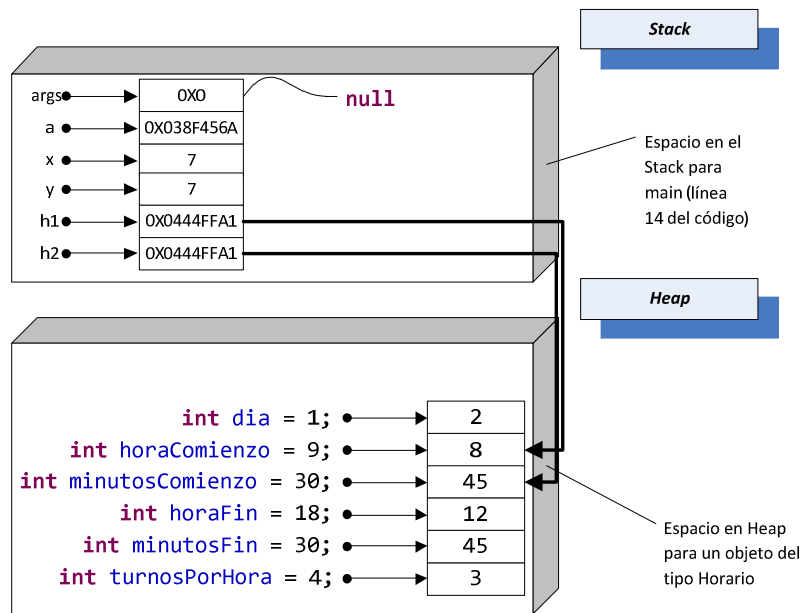 Stack
args 0X0 null
a 0X038F456A
x 7
y 7
h1 0X0444FFA1
h2 0X0444FFA1
Espacio en el
Stack para
main (línea
14 del código)
Heap
int dia = 1; 2
int horaComienzo = 9; 8
int minutosComienzo = 30; 45
int horaFin = 18; 12
int minutosFin = 30; 45
int turnosPorHora = 4; 3
Espacio en Heap
para un objeto del
tipo Horario